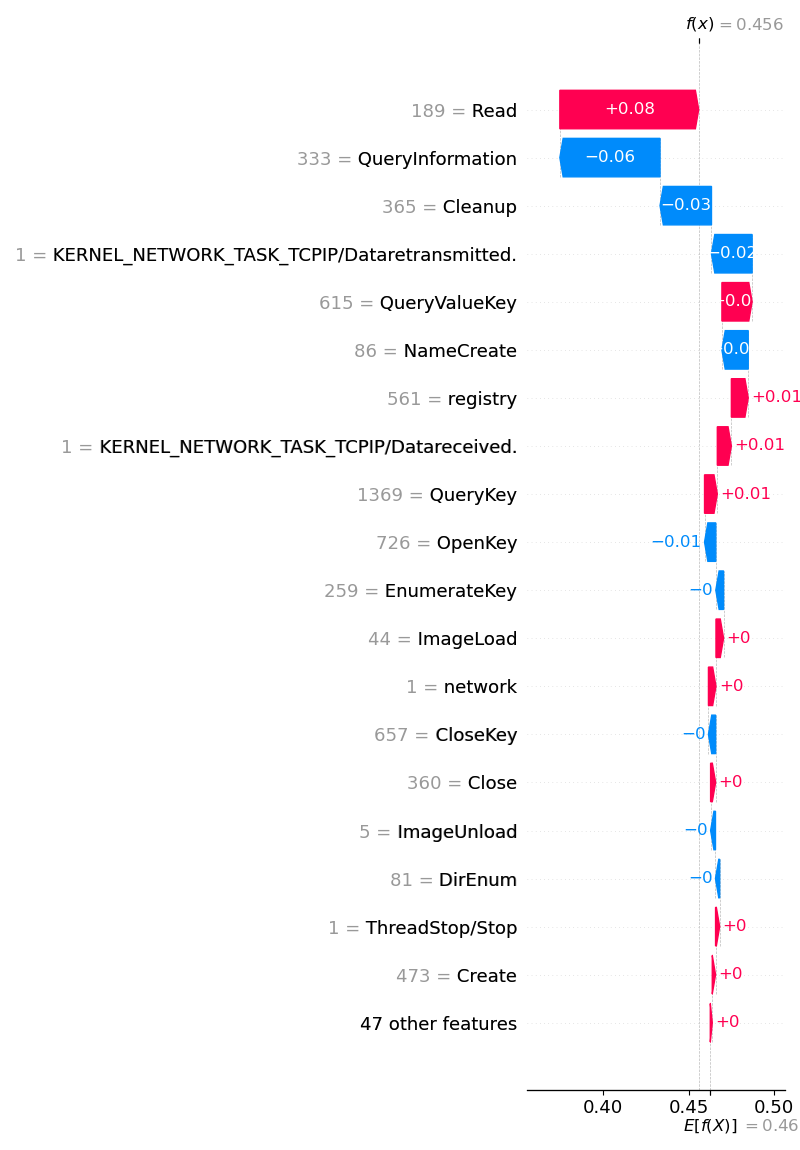 f(x) = 0.456
189 = Read
+0.08
333 = QueryInformation
−0.06
365 = Cleanup
−0.03
1 = KERNEL_NETWORK_TASK_TCPIP/Dataretransmitted.
−0.02
615 = QueryValueKey
86 = NameCreate
561 = registry
+0.01
1 = KERNEL_NETWORK_TASK_TCPIP/Datareceived.
+0.01
1369 = QueryKey
+0.01
726 = OpenKey
−0.01
259 = EnumerateKey
−0
44 = ImageLoad
+0
1 = network
+0
657 = CloseKey
−0
360 = Close
+0
5 = ImageUnload
−0
81 = DirEnum
−0
1 = ThreadStop/Stop
+0
473 = Create
+0
47 other features
+0
0.40 0.45 0.50
E[f(X)] = 0.46